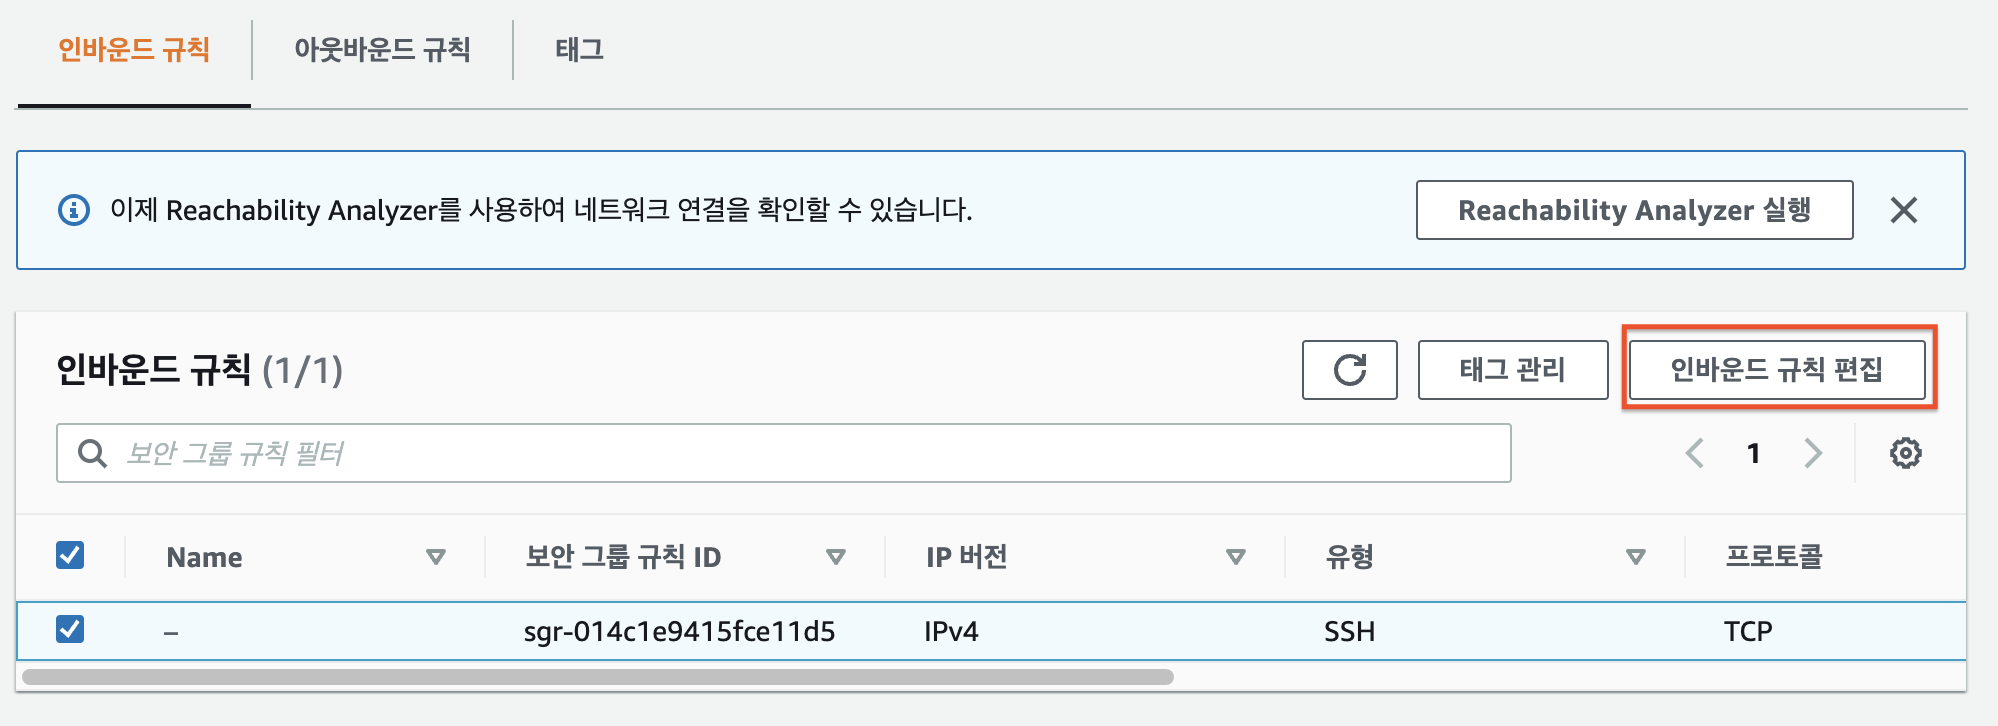 인바운드 규칙 아웃바운드 규칙 태그
이제 Reachability Analyzer를 사용하여 네트워크 연결을 확인할 수 있습니다. Reachability Analyzer 실행
인바운드 규칙 (1/1) 태그 관리 인바운드 규칙 편집
보안 그룹 규칙 필터 1
Name 보안 그룹 규칙 ID IP 버전 유형 프로토콜
– sgr-014c1e9415fce11d5 IPv4 SSH TCP